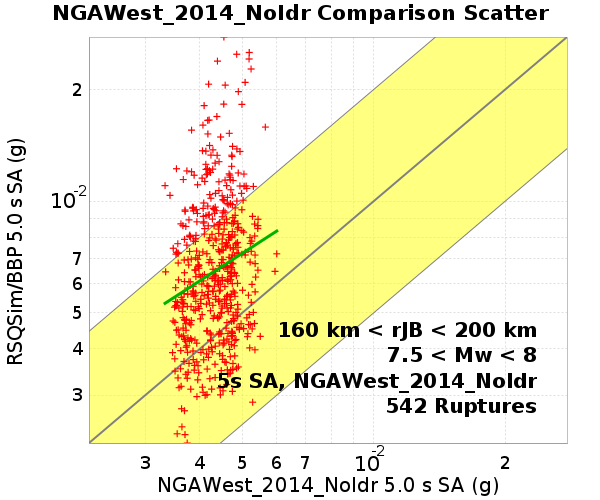 NGAWest_2014_NoIdr Comparison Scatter
RSQSim/BBP 5.0 s SA (g)
2
10-2
7
6
5
4
3
160 km < rJB < 200 km
7.5 < Mw < 8
5s SA, NGAWest_2014_NoIdr
542 Ruptures
3 4 5 6 7 10-2 2
NGAWest_2014_NoIdr 5.0 s SA (g)